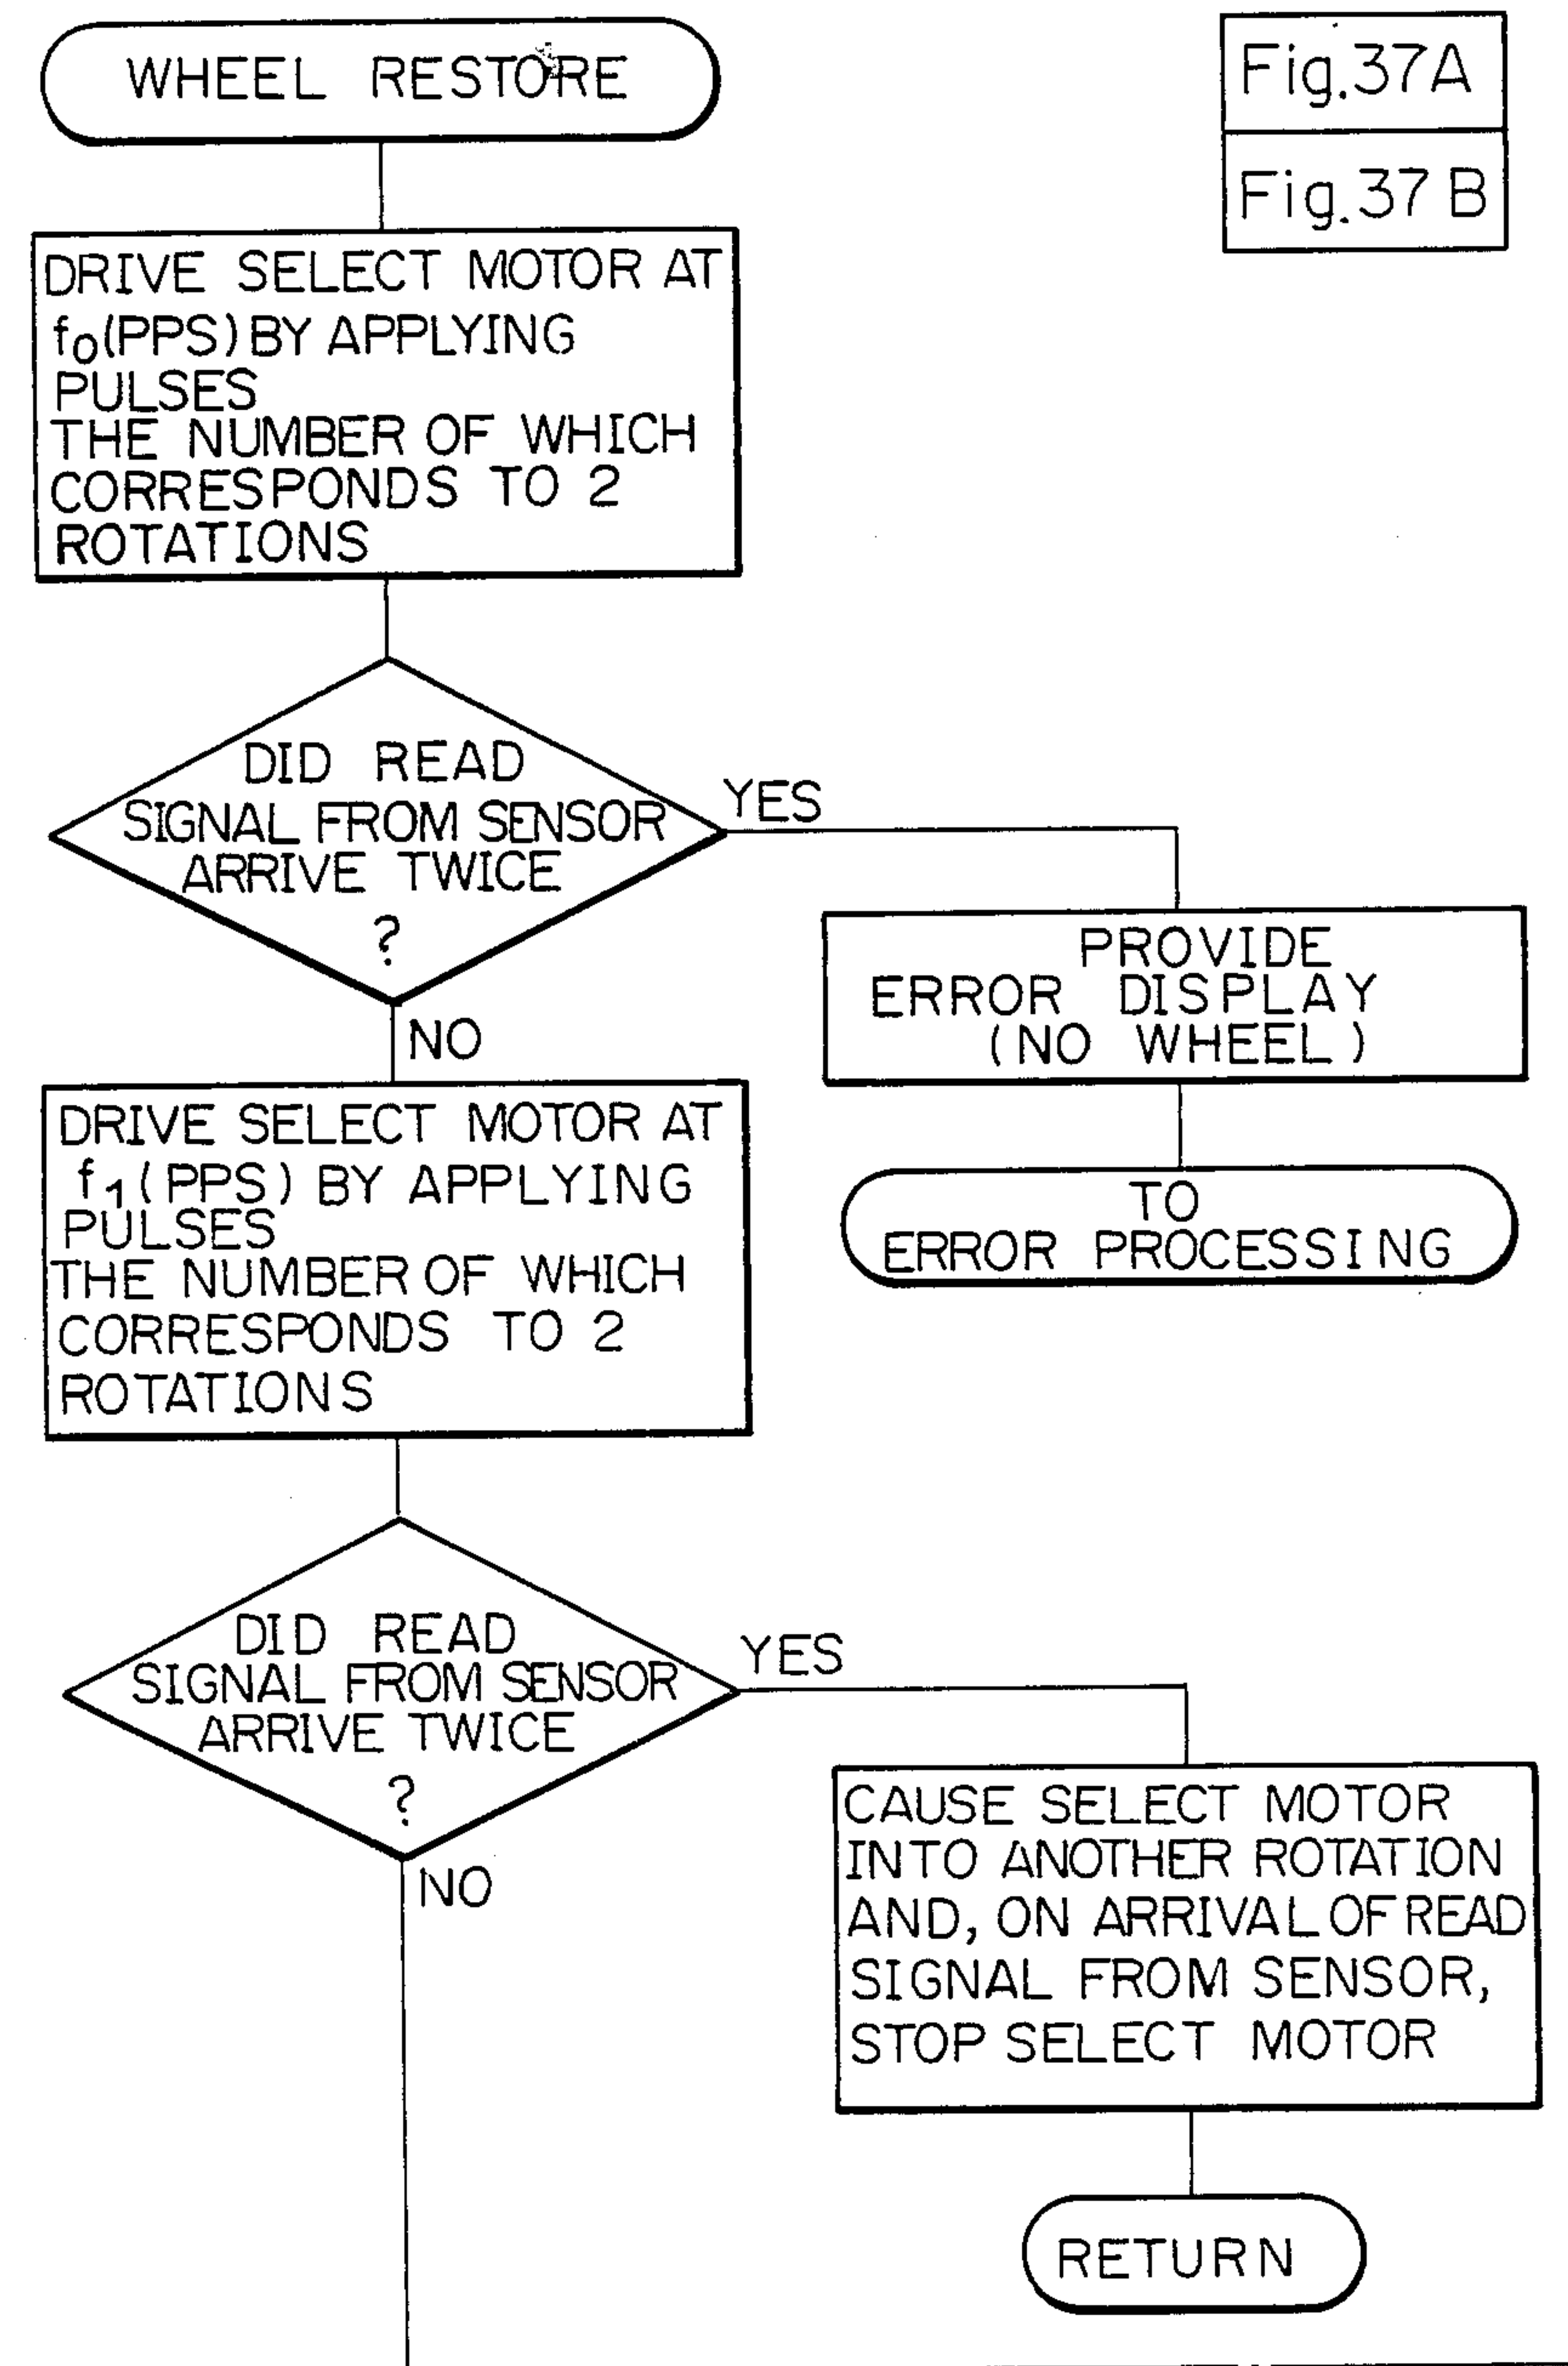 WHEEL RESTORE
Fig.37A
Fig.37 B
DRIVE SELECT MOTOR AT
f0(PPS) BY APPLYING
PULSES
THE NUMBER OF WHICH
CORRESPONDS TO 2
ROTATIONS
DID READ
SIGNAL FROM SENSOR
ARRIVE TWICE
?
YES
NO
PROVIDE
ERROR DISPLAY
(NO WHEEL)
TO
ERROR PROCESSING
DRIVE SELECT MOTOR AT
f1(PPS) BY APPLYING
PULSES
THE NUMBER OF WHICH
CORRESPONDS TO 2
ROTATIONS
DID READ
SIGNAL FROM SENSOR
ARRIVE TWICE
?
YES
NO
CAUSE SELECT MOTOR
INTO ANOTHER ROTATION
AND, ON ARRIVAL OF READ
SIGNAL FROM SENSOR,
STOP SELECT MOTOR
RETURN